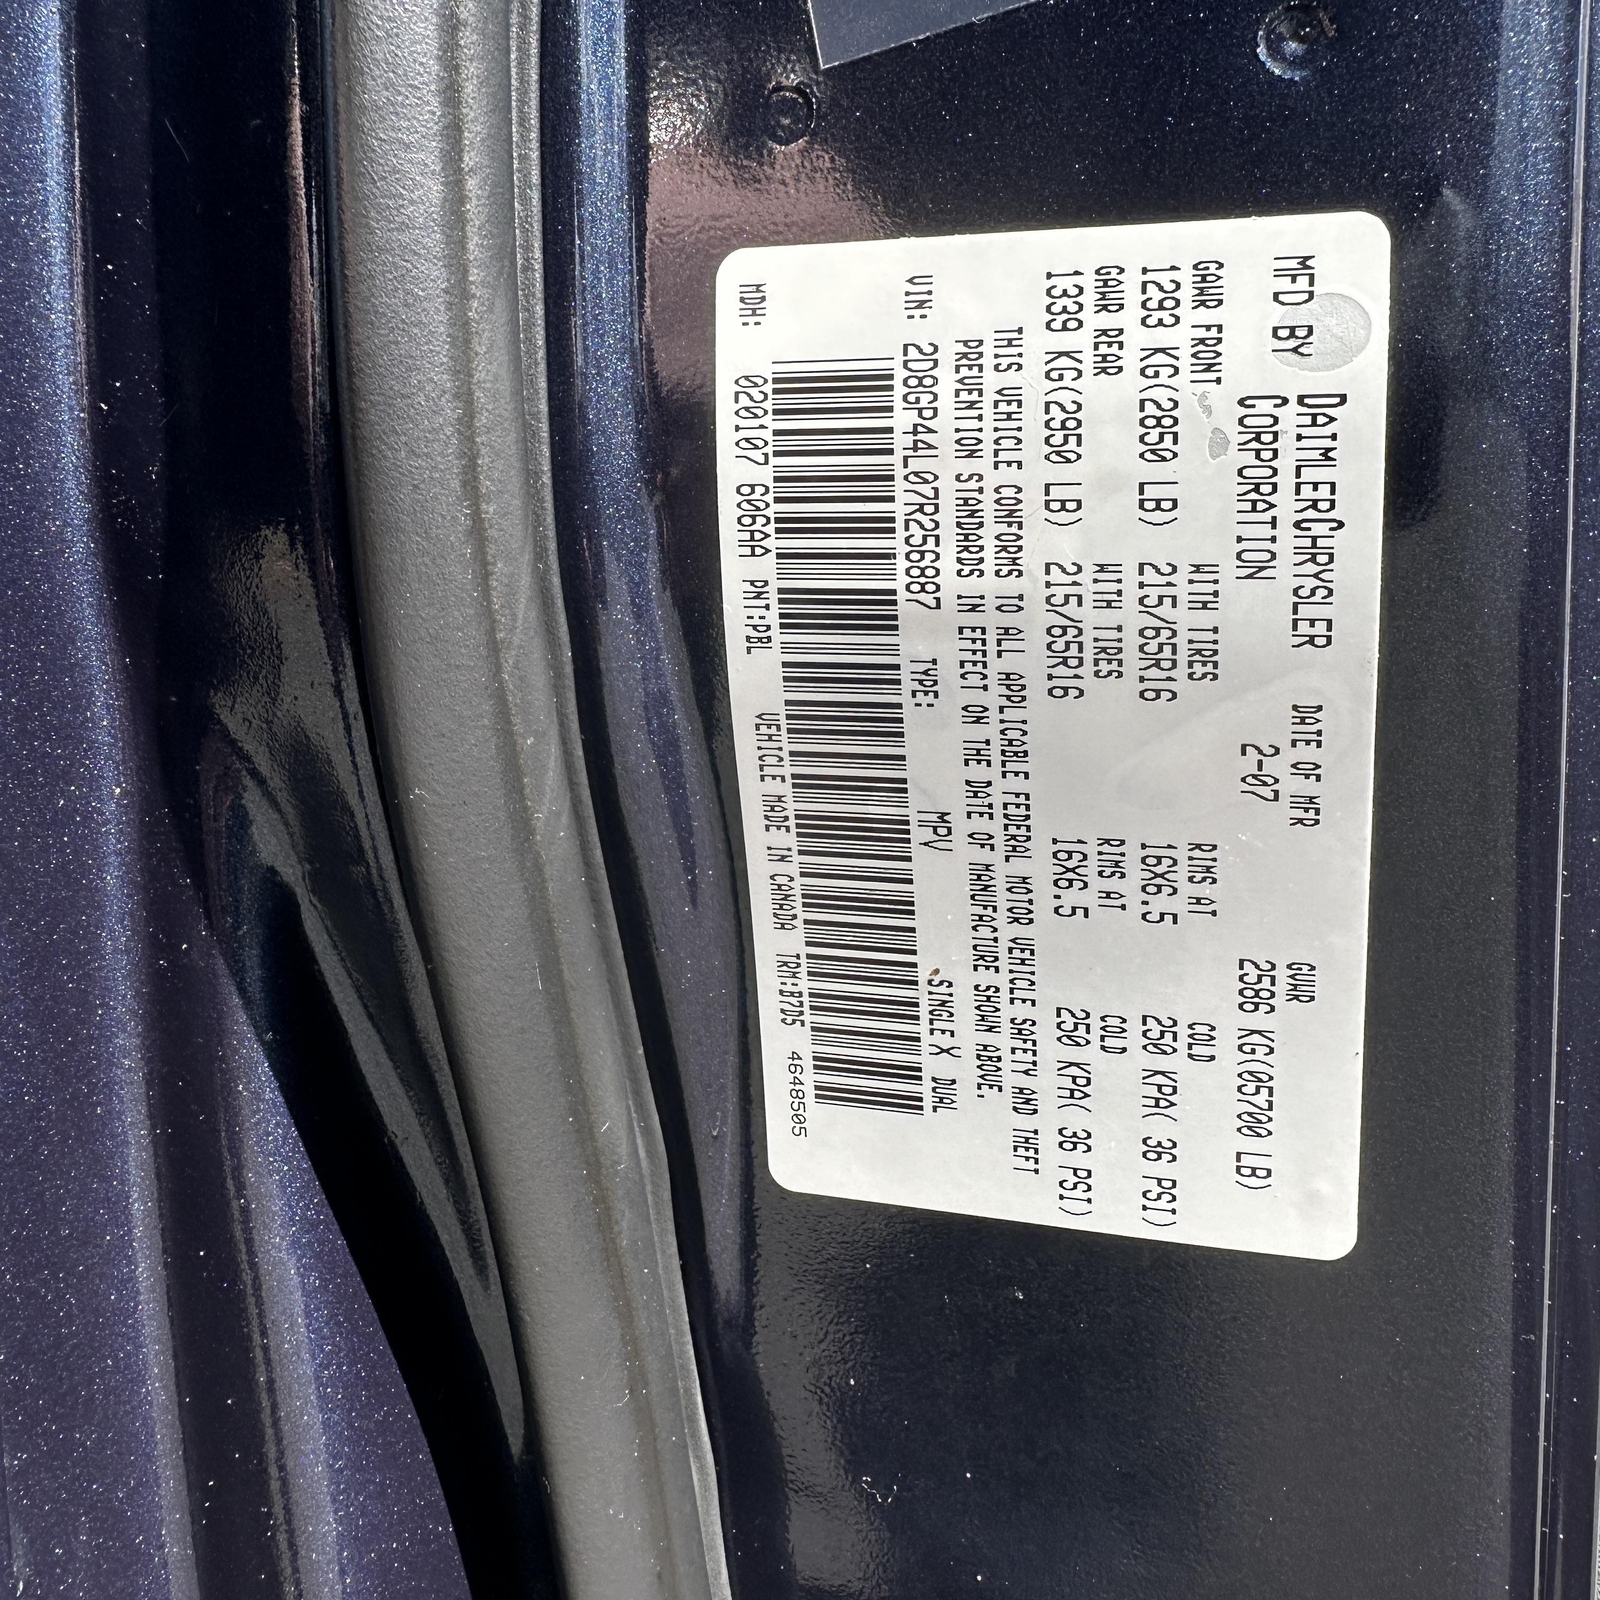 MFD BY DAIMLERCHRYSLER CORPORATION DATE OF MFR 2-07 GVWR 2586 KG(05700 LB)
GAWR FRONT WITH TIRES RIMS AT COLD
1293 KG(2850 LB) 215/65R16 16X6.5 250 KPA( 36 PSI)
GAWR REAR WITH TIRES RIMS AT COLD
1339 KG(2950 LB) 215/65R16 16X6.5 250 KPA( 36 PSI)
THIS VEHICLE CONFORMS TO ALL APPLICABLE FEDERAL MOTOR VEHICLE SAFETY AND THEFT
PREVENTION STANDARDS IN EFFECT ON THE DATE OF MANUFACTURE SHOWN ABOVE.
VIN: 2D8GP44L07R256887 TYPE: MPV SINGLE X DUAL
MDH: 020107 606AA PNT:PBL VEHICLE MADE IN CANADA TRM:B7D5 4648505